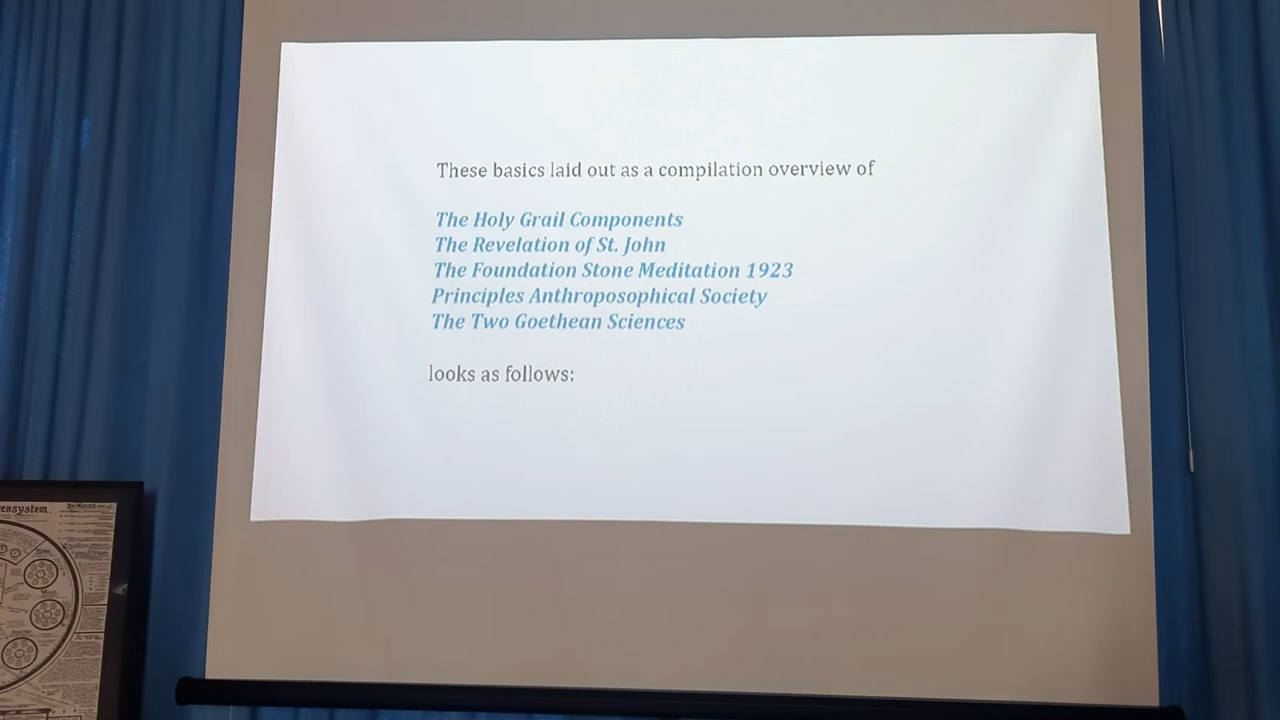 These basics laid out as a compilation overview of
The Holy Grail Components
The Revelation of St. John
The Foundation Stone Meditation 1923
Principles Anthroposophical Society
The Two Goethean Sciences
looks as follows: